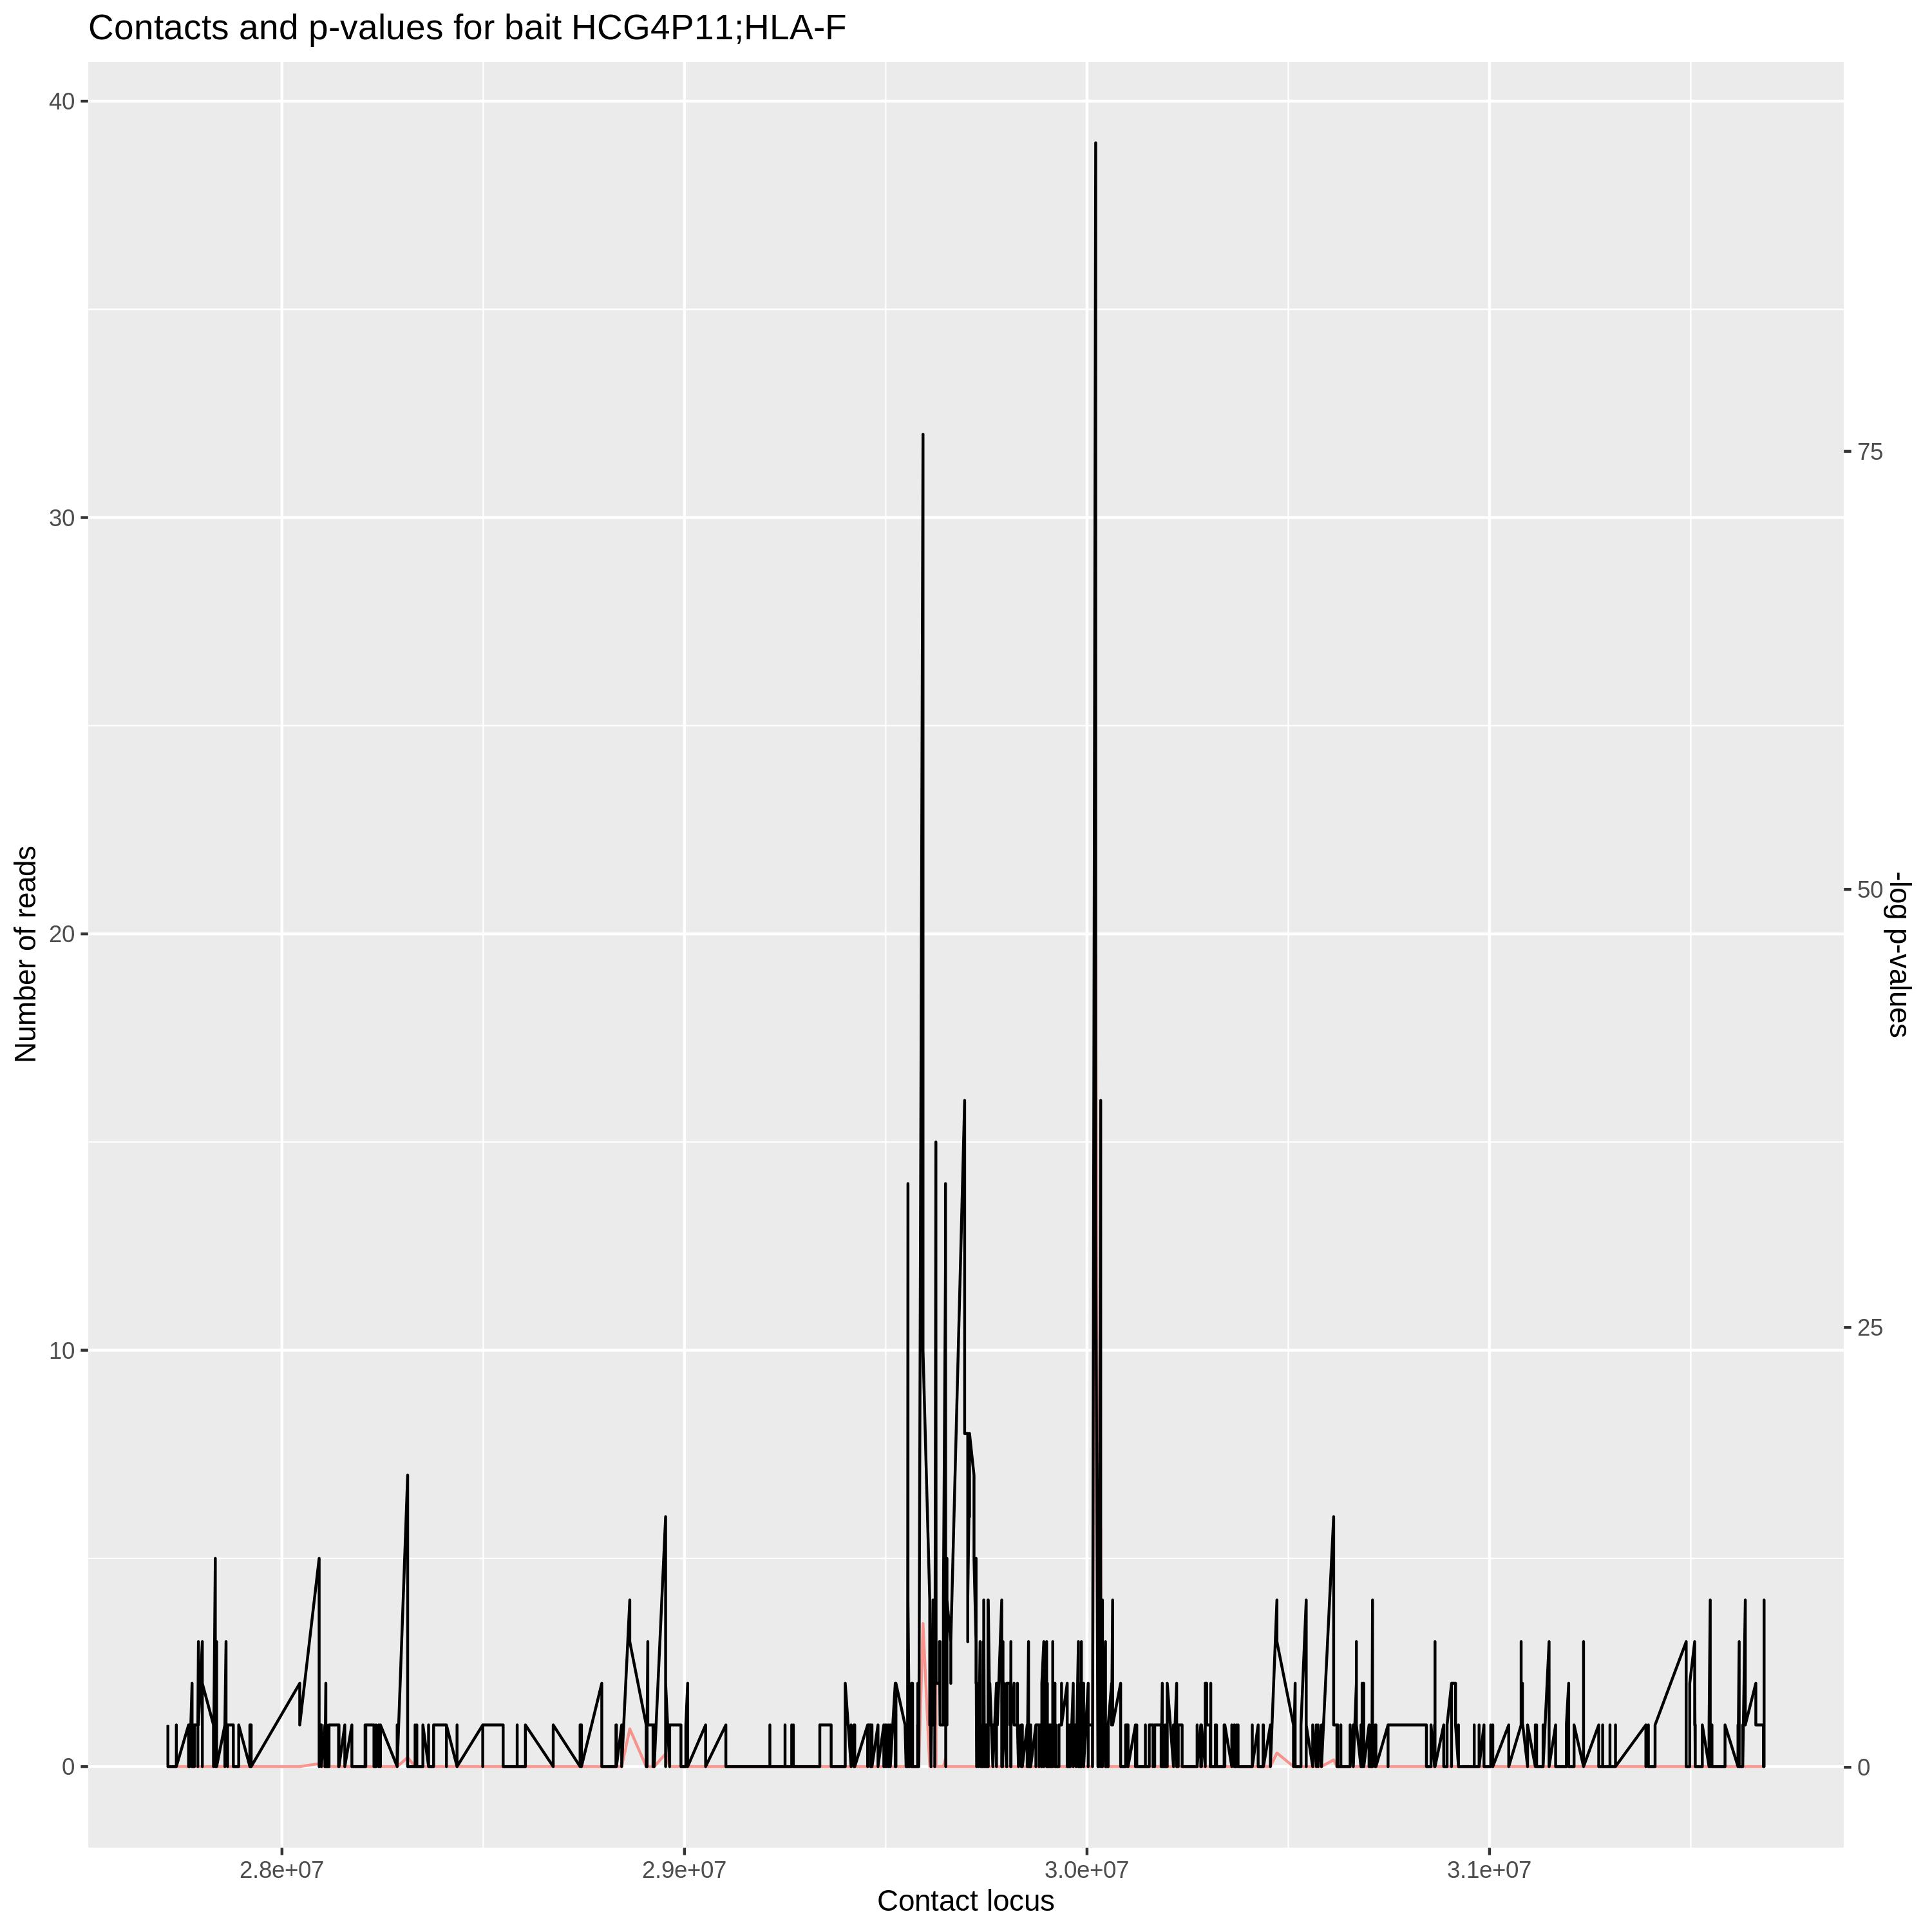 Contacts and p-values for bait HCG4P11;HLA-F
40
30
20
10
0
Number of reads
75
50
25
0
-log p-values
2.8e+07
2.9e+07
3.0e+07
3.1e+07
Contact locus